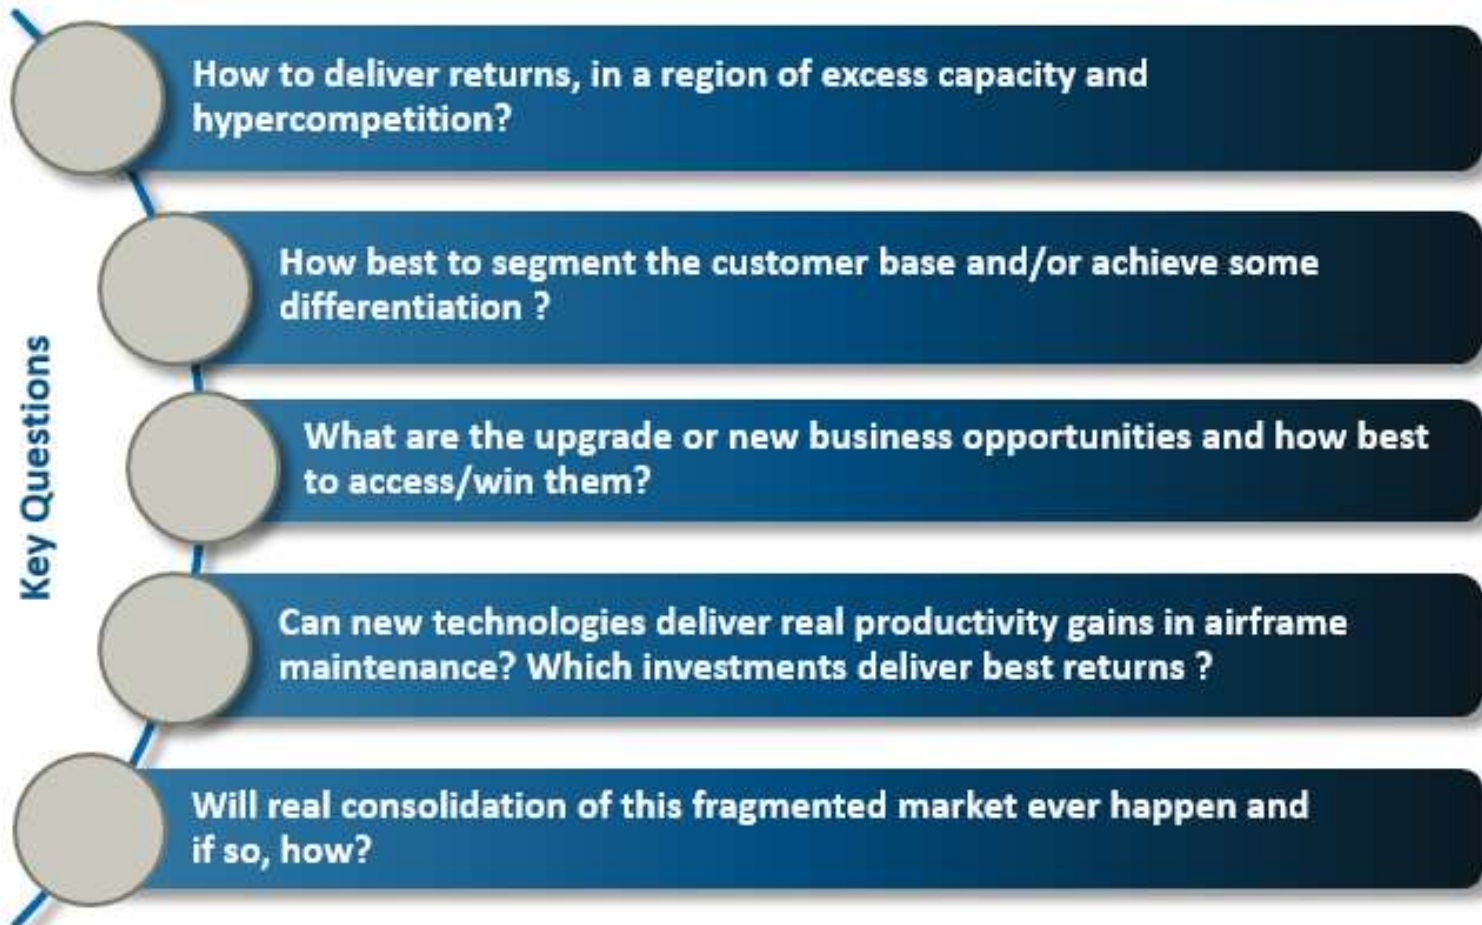 Key Questions
How to deliver returns, in a region of excess capacity and
hypercompetition?
How best to segment the customer base and/or achieve some
differentiation ?
What are the upgrade or new business opportunities and how best
to access/win them?
Can new technologies deliver real productivity gains in airframe
maintenance? Which investments deliver best returns ?
Will real consolidation of this fragmented market ever happen and
if so, how?